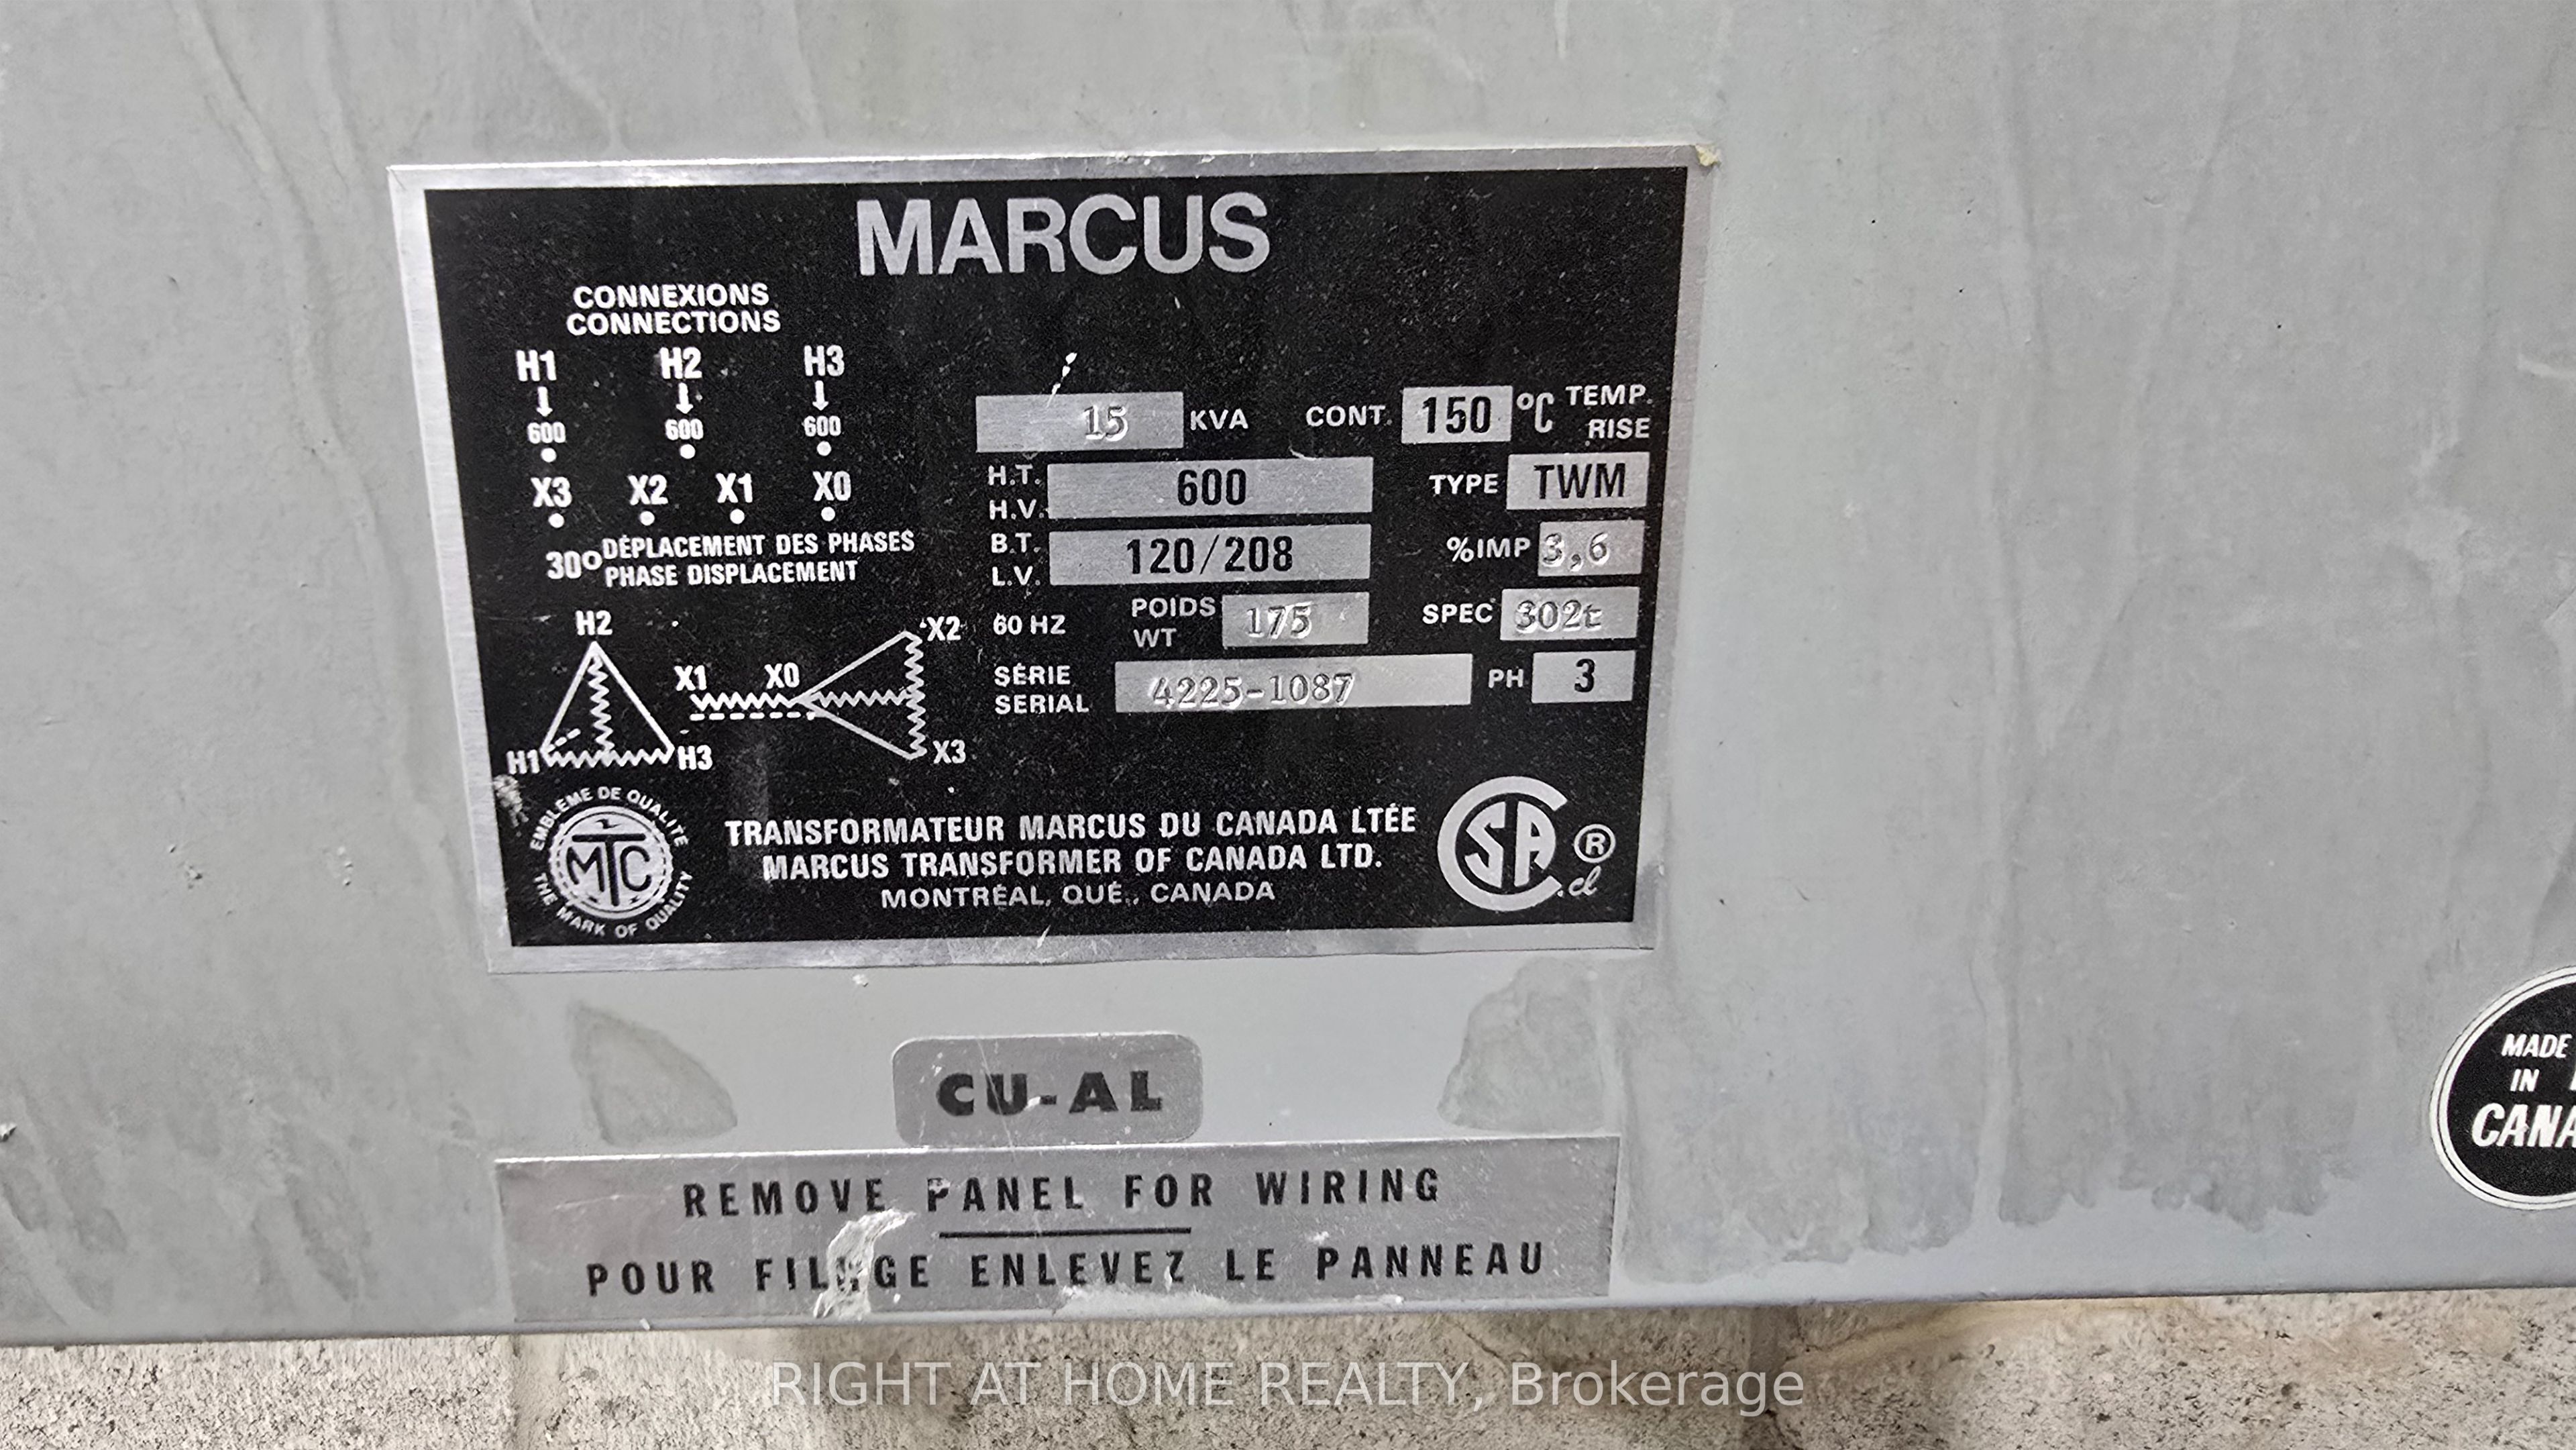 MARCUS
CONNEXIONS
CONNECTIONS
H1 H2 H3
600 600 600
X3 X2 X1 X0
30° DÉPLACEMENT DES PHASES
PHASE DISPLACEMENT
H2
H1 H3
X1 X0 X2
X3
15 KVA CONT. 150 °C TEMP. RISE
H.T.
H.V. 600 TYPE TWM
B.T.
L.V. 120/208 %IMP 3,6
60 HZ POIDS
WT 175 SPEC 302t
SÉRIE
SERIAL 4225-1087 PH 3
EMBLÈME DE QUALITÉ
MTC
THE MARK OF QUALITY
TRANSFORMATEUR MARCUS DU CANADA LTÉE
MARCUS TRANSFORMER OF CANADA LTD.
MONTRÉAL, QUÉ., CANADA
CSA ® cl
CU-AL
REMOVE PANEL FOR WIRING
POUR FILAGE ENLEVEZ LE PANNEAU
MADE
IN
RIGHT AT HOME REALTY, Brokerage